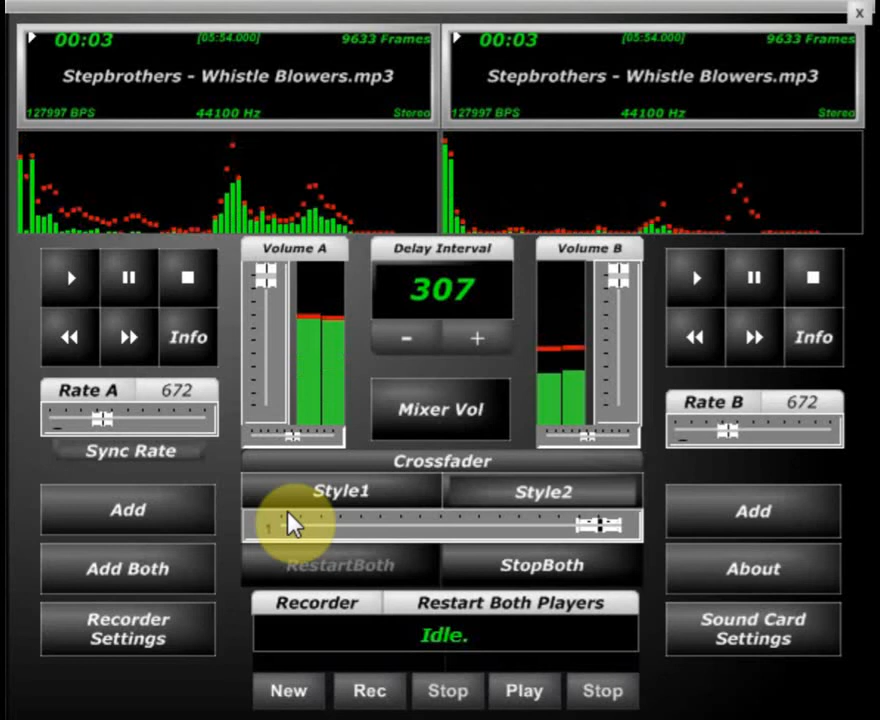 X
00:03 [05:54.000] 9633 Frames
Stepbrothers - Whistle Blowers.mp3
127997 BPS 44100 Hz Stereo
00:03 [05:54.000] 9633 Frames
Stepbrothers - Whistle Blowers.mp3
127997 BPS 44100 Hz Stereo
Volume A
Delay Interval
Volume B
307
- +
Info
Info
Mixer Vol
Rate A 672
Rate B 672
Sync Rate
Crossfader
Style1 Style2
1
RestartBoth StopBoth
Add
Add Both
Recorder
Settings
Add
About
Sound Card
Settings
Recorder Restart Both Players
Idle.
New Rec Stop Play Stop